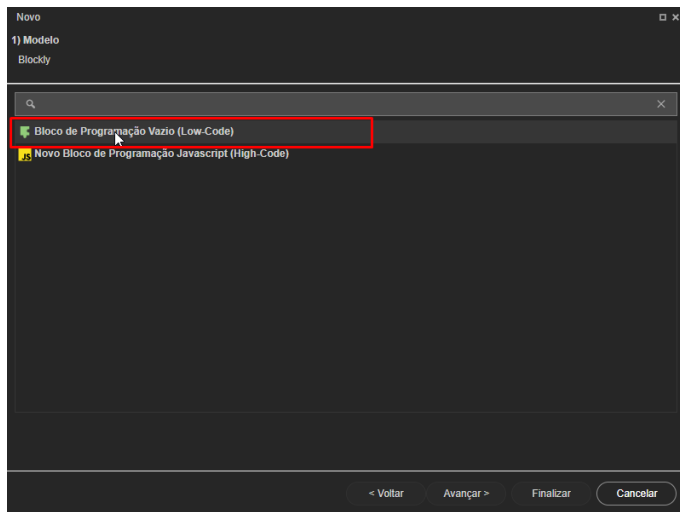 Novo
1) Modelo
Blockly
Bloco de Programação Vazio (Low-Code)
JS Novo Bloco de Programação Javascript (High-Code)
< Voltar Avançar > Finalizar Cancelar